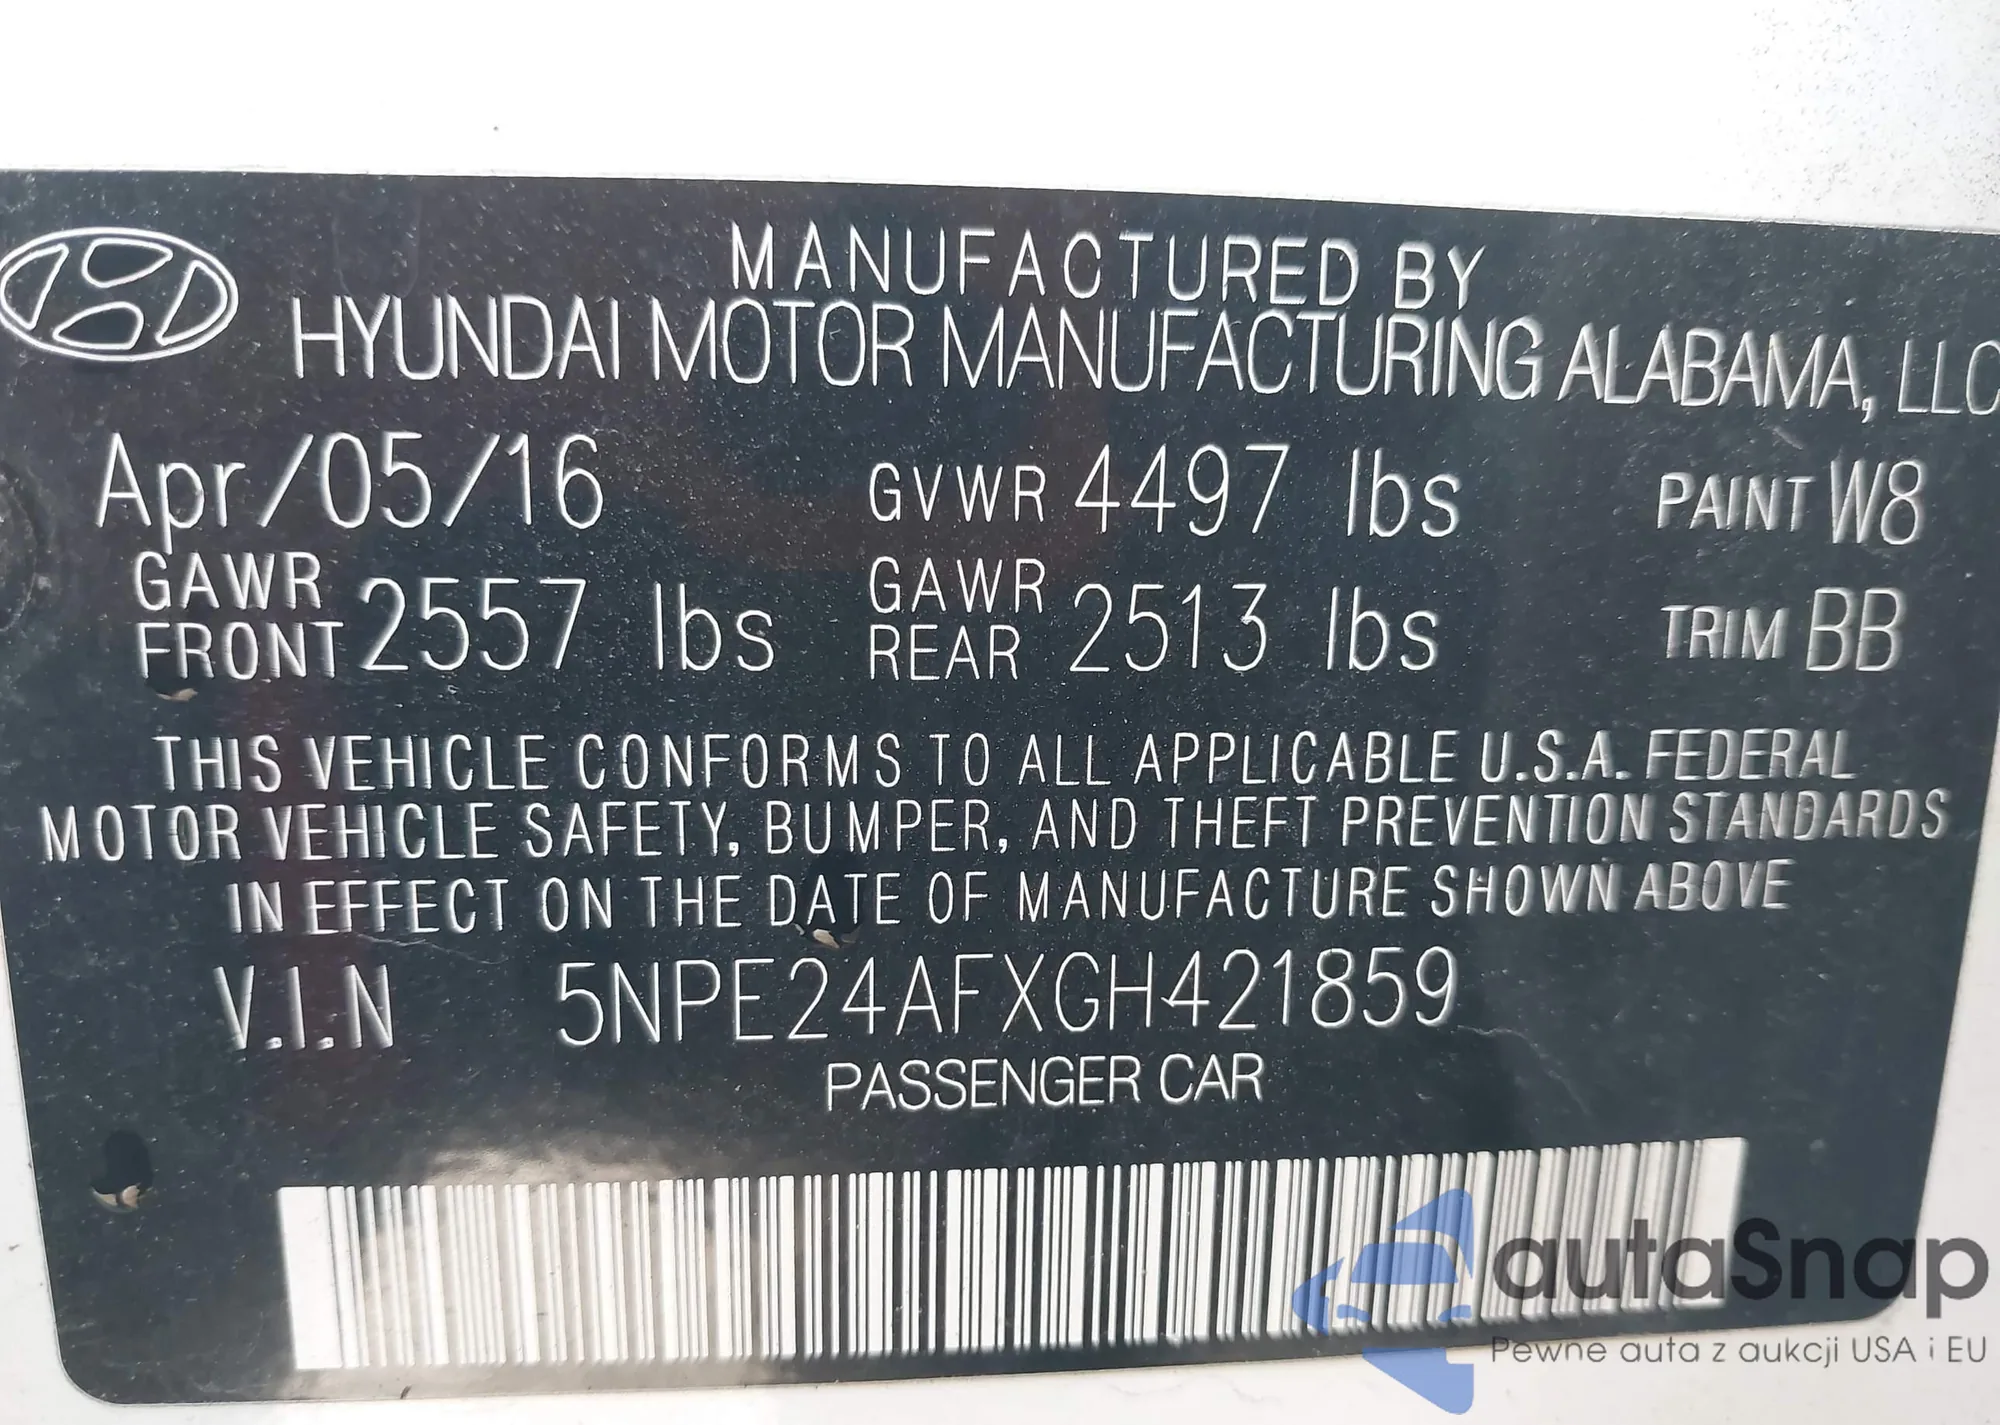 MANUFACTURED BY
HYUNDAI MOTOR MANUFACTURING ALABAMA, LLC
Apr/05/16 GVWR 4497 lbs PAINT W8
GAWR FRONT 2557 lbs GAWR REAR 2513 lbs TRIM BB
THIS VEHICLE CONFORMS TO ALL APPLICABLE U.S.A. FEDERAL
MOTOR VEHICLE SAFETY, BUMPER, AND THEFT PREVENTION STANDARDS
IN EFFECT ON THE DATE OF MANUFACTURE SHOWN ABOVE
V.I.N 5NPE24AFXGH421859
PASSENGER CAR
autaSnap
Pewne auta z aukcji USA i EU